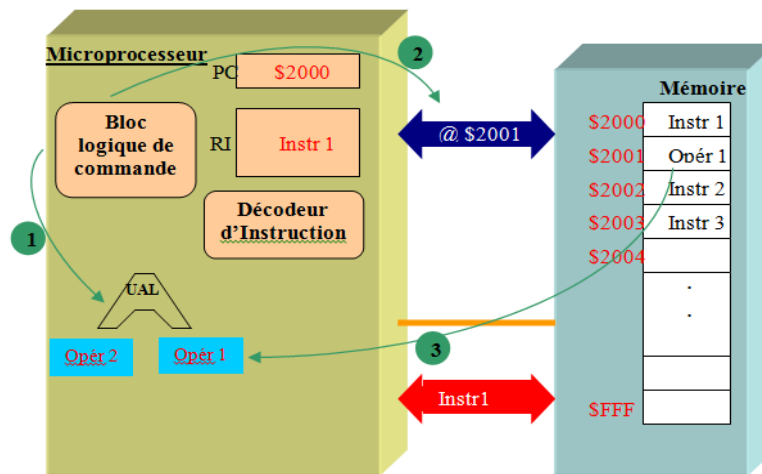 Microprocesseur
PC
$2000
2
Bloc
logique de
commande
RI
Instr 1
Décodeur
d'Instruction
1
UAL
Opér 2
Opér 1
@ $2001
3
Instr1
Mémoire
$2000 Instr 1
$2001 Opér 1
$2002 Instr 2
$2003 Instr 3
$2004
.
.
$FFF